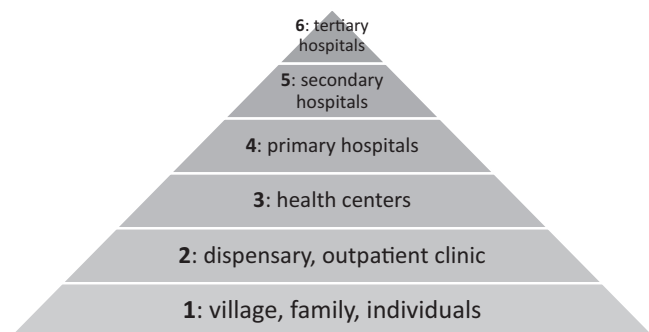 6: tertiary
hospitals
5: secondary
hospitals
4: primary hospitals
3: health centers
2: dispensary, outpatient clinic
1: village, family, individuals